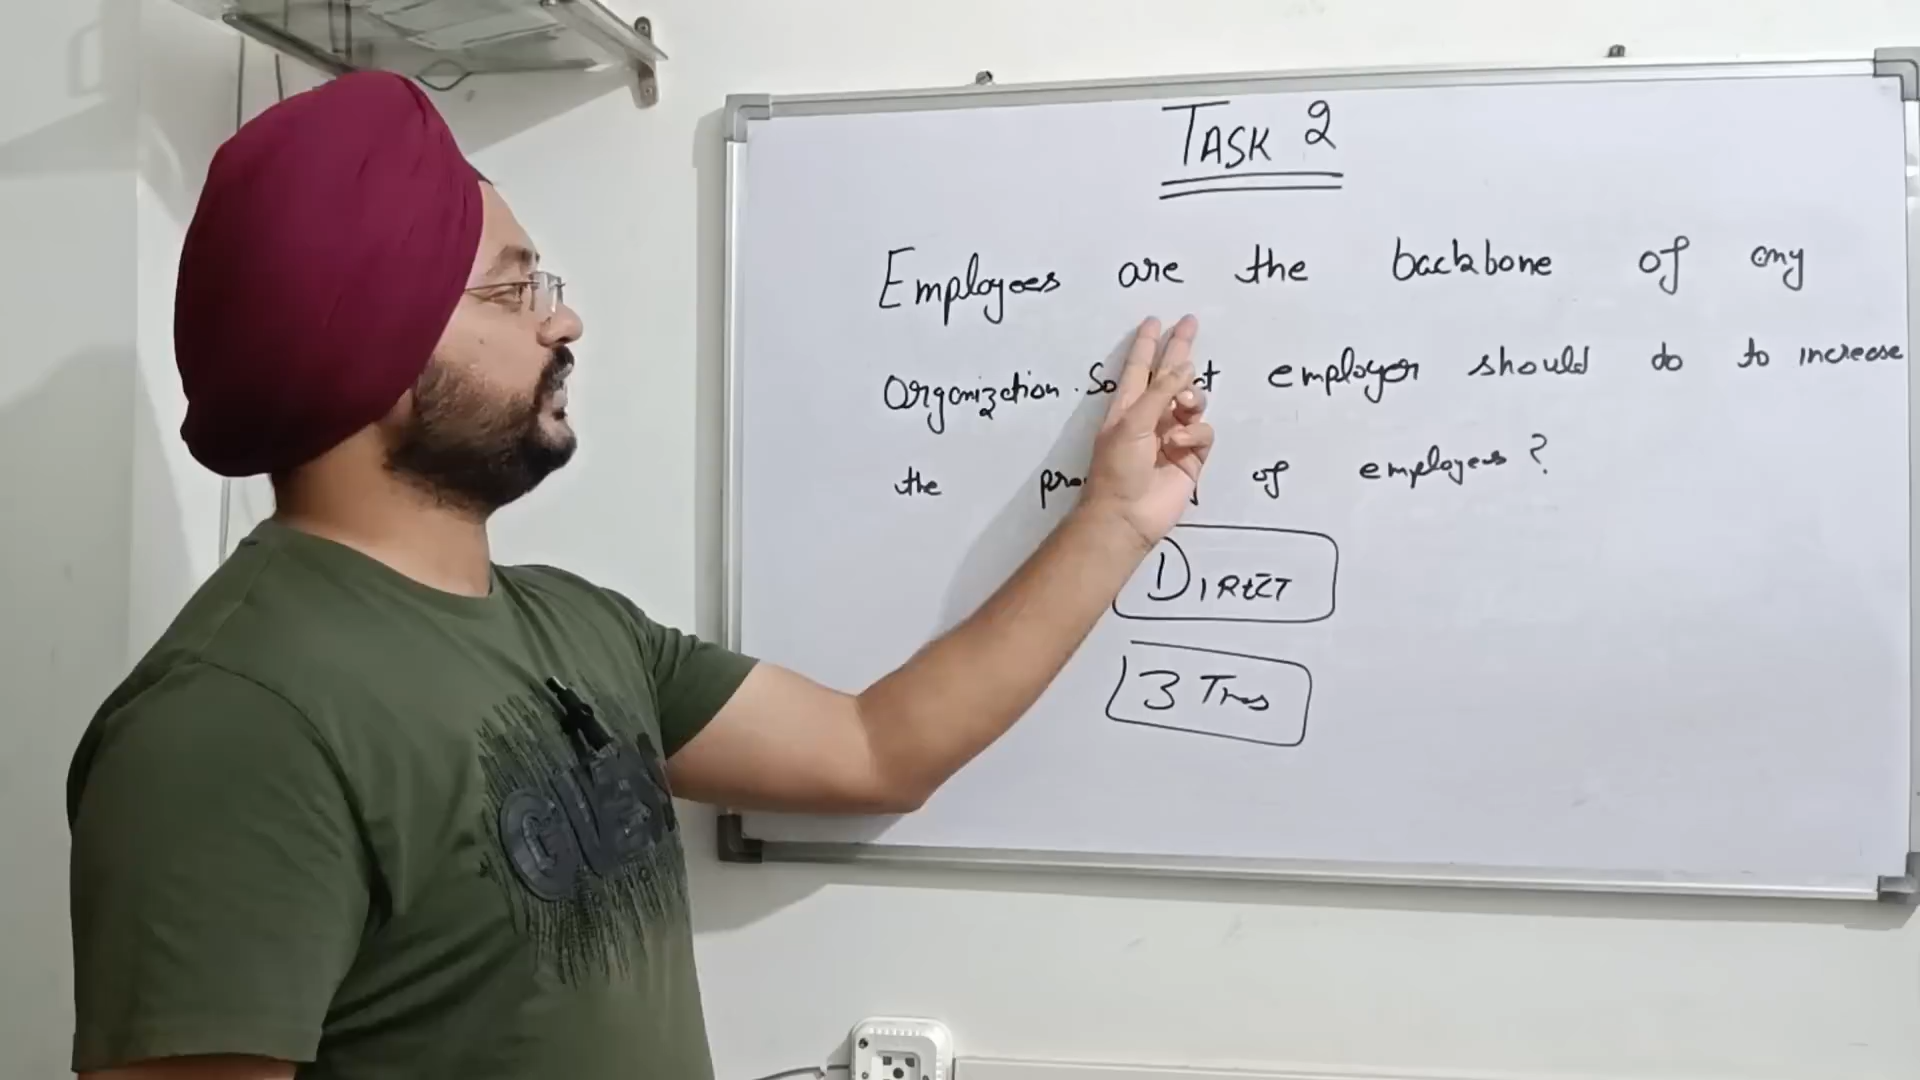 TASK 2
Employees are the backbone of any
Organization. So employer should do to increase
the of employees?
DIRECT
3